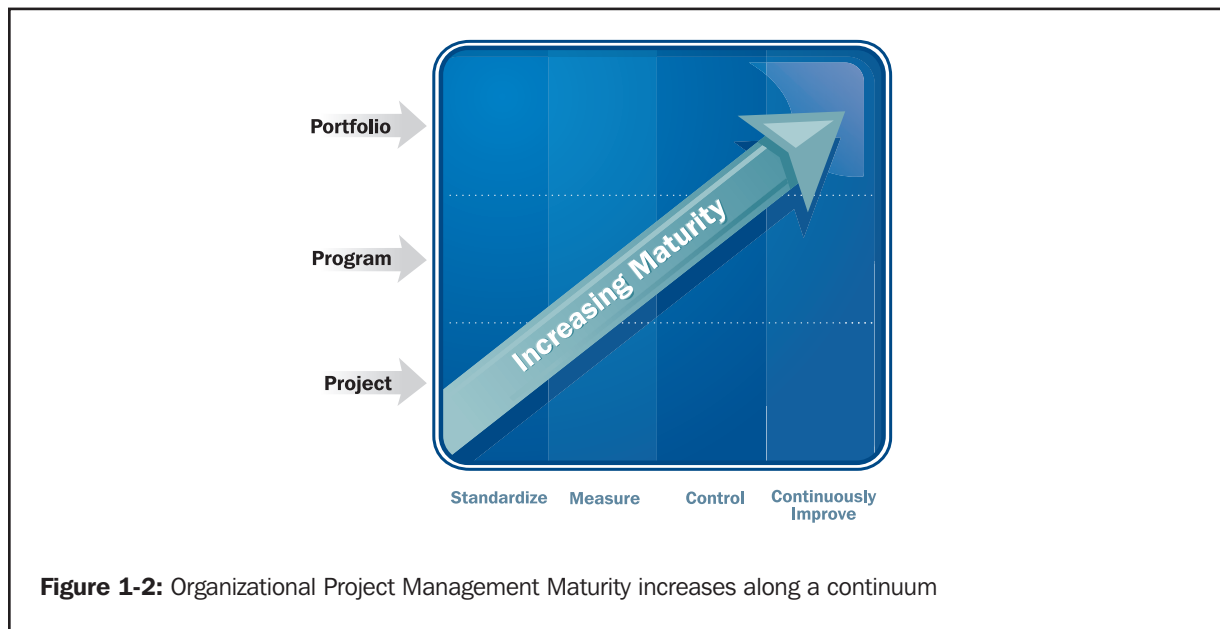 Portfolio
Program
Project
Increasing Maturity
Standardize
Measure
Control
Continuously
Improve
Figure 1-2: Organizational Project Management Maturity increases along a continuum